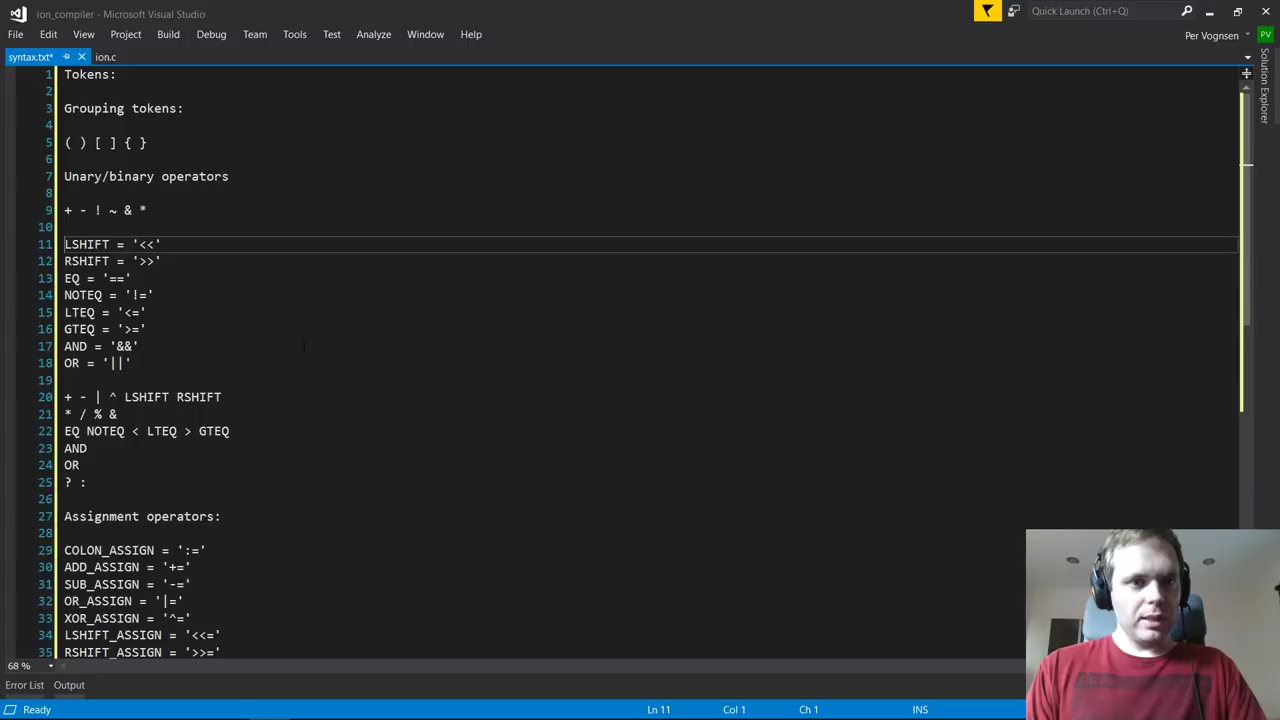 ion_compiler - Microsoft Visual Studio
Quick Launch (Ctrl+Q)
File Edit View Project Build Debug Team Tools Test Analyze Window Help
Per Vognsen
PV
syntax.txt* ion.c
Solution Explorer
1 Tokens:
2
3 Grouping tokens:
4
5 ( ) [ ] { }
6
7 Unary/binary operators
8
9 + - ! ~ & *
10
11 LSHIFT = '<<'
12 RSHIFT = '>>'
13 EQ = '=='
14 NOTEQ = '!='
15 LTEQ = '<='
16 GTEQ = '>='
17 AND = '&&'
18 OR = '||'
19
20 + - | ^ LSHIFT RSHIFT
21 * / % &
22 EQ NOTEQ < LTEQ > GTEQ
23 AND
24 OR
25 ? :
26
27 Assignment operators:
28
29 COLON_ASSIGN = ':='
30 ADD_ASSIGN = '+='
31 SUB_ASSIGN = '-='
32 OR_ASSIGN = '|='
33 XOR_ASSIGN = '^='
34 LSHIFT_ASSIGN = '<<='
35 RSHIFT_ASSIGN = '>>='
68 %
Error List Output
Ready Ln 11 Col 1 Ch 1 INS